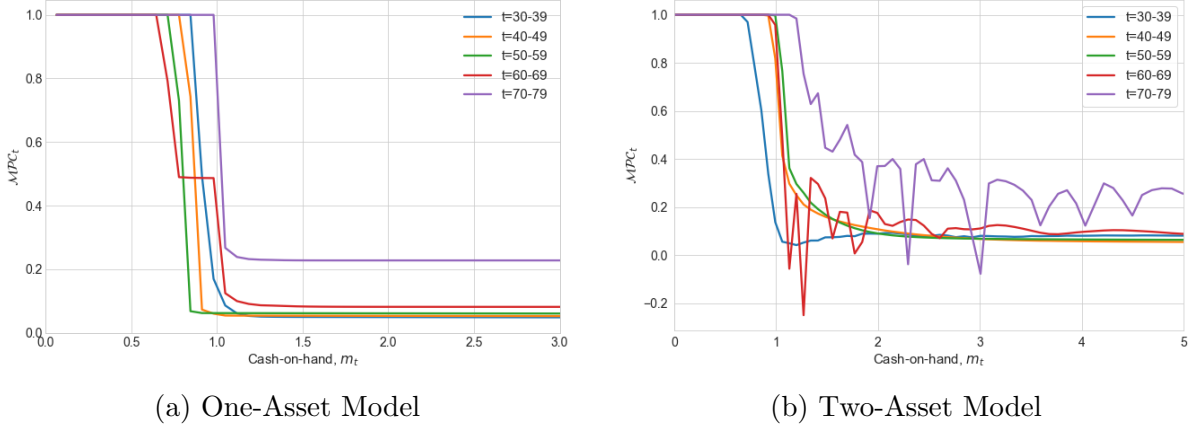 1.0
0.8
0.6
0.4
0.2
0.0
MPCₜ
0.0 0.5 1.0 1.5 2.0 2.5 3.0
Cash-on-hand, mₜ
t=30-39
t=40-49
t=50-59
t=60-69
t=70-79
(a) One-Asset Model
1.0
0.8
0.6
0.4
0.2
0.0
−0.2
MPCₜ
0 1 2 3 4 5
Cash-on-hand, mₜ
t=30-39
t=40-49
t=50-59
t=60-69
t=70-79
(b) Two-Asset Model